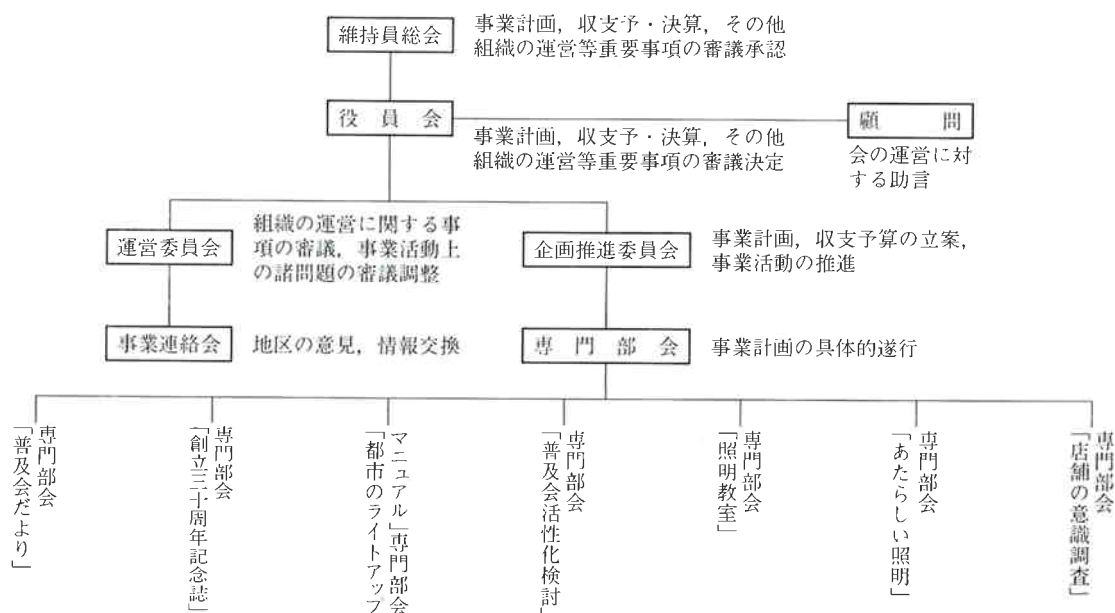 維持員総会
事業計画，収支予・決算，その他
組織の運営等重要事項の審議承認
役員会
事業計画，収支予・決算，その他
組織の運営等重要事項の審議決定
顧問
会の運営に対
する助言
運営委員会
組織の運営に関する事
項の審議，事業活動上
の諸問題の審議調整
企画推進委員会
事業計画，収支予算の立案，
事業活動の推進
事業連絡会
地区の意見，情報交換
専門部会
事業計画の具体的遂行
「普及会だより」
専門部会
「創立三十周年記念誌」
専門部会
「都市のライトアップ
マニュアル」専門部会
「普及会活性化検討」
専門部会
「照明教室」
専門部会
「あたらしい照明」
専門部会
「店舗の意識調査」
専門部会